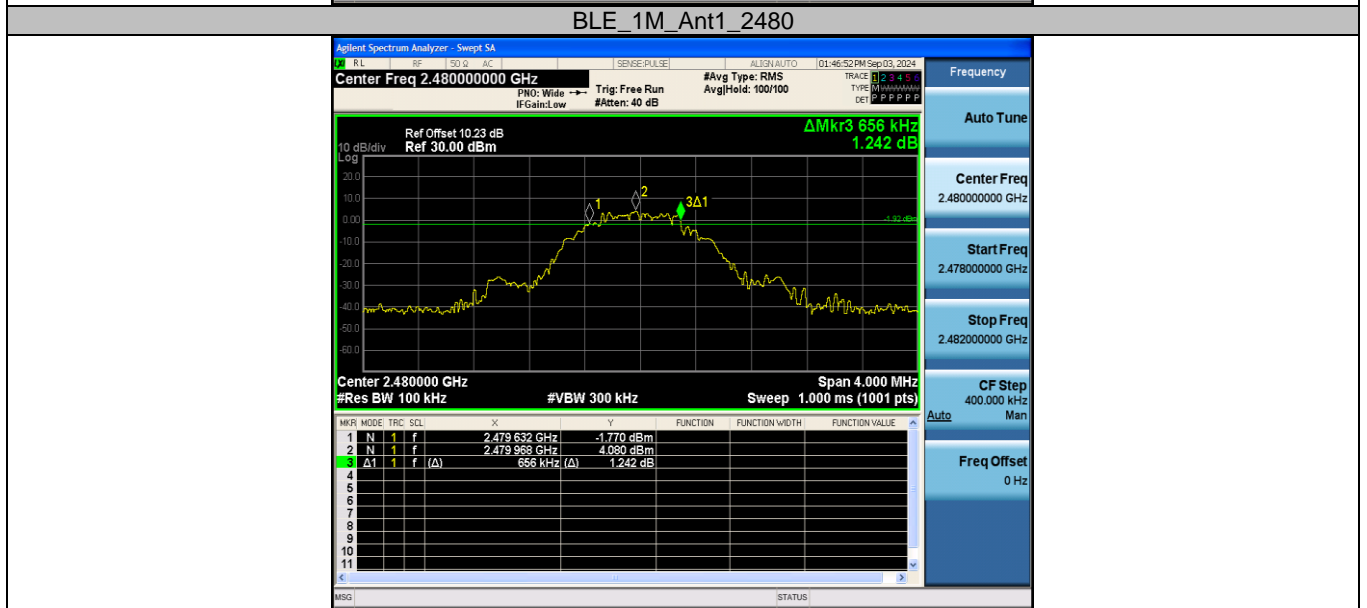 BLE_1M_Ant1_2480
Agilent Spectrum Analyzer - Swept SA
RL RF 50 Ω AC SENSE:PULSE ALIGN AUTO 01:46:52 PM Sep 03, 2024
Center Freq 2.480000000 GHz
PNO: Wide
IFGain:Low
Trig: Free Run
#Atten: 40 dB
#Avg Type: RMS
Avg|Hold: 100/100
TRACE 1 2 3 4 5 6
TYPE M
DET P P P P P P
Frequency
Auto Tune
Center Freq
2.480000000 GHz
Start Freq
2.478000000 GHz
Stop Freq
2.482000000 GHz
CF Step
400.000 kHz
Auto Man
Freq Offset
0 Hz
ΔMkr3 656 kHz
1.242 dB
Ref Offset 10.23 dB
10 dB/div Ref 30.00 dBm
Log
20.0
10.0
0.00
-10.0
-20.0
-30.0
-40.0
-50.0
-60.0
1
2
3Δ1
-1.92 dBm
Center 2.480000 GHz Span 4.000 MHz
#Res BW 100 kHz #VBW 300 kHz Sweep 1.000 ms (1001 pts)
MKR MODE TRC SCL X Y FUNCTION FUNCTION WIDTH FUNCTION VALUE
1 N 1 f 2.479 632 GHz -1.770 dBm
2 N 1 f 2.479 968 GHz 4.080 dBm
3 Δ1 1 f (Δ) 656 kHz (Δ) 1.242 dB
4
5
6
7
8
9
10
11
MSG STATUS